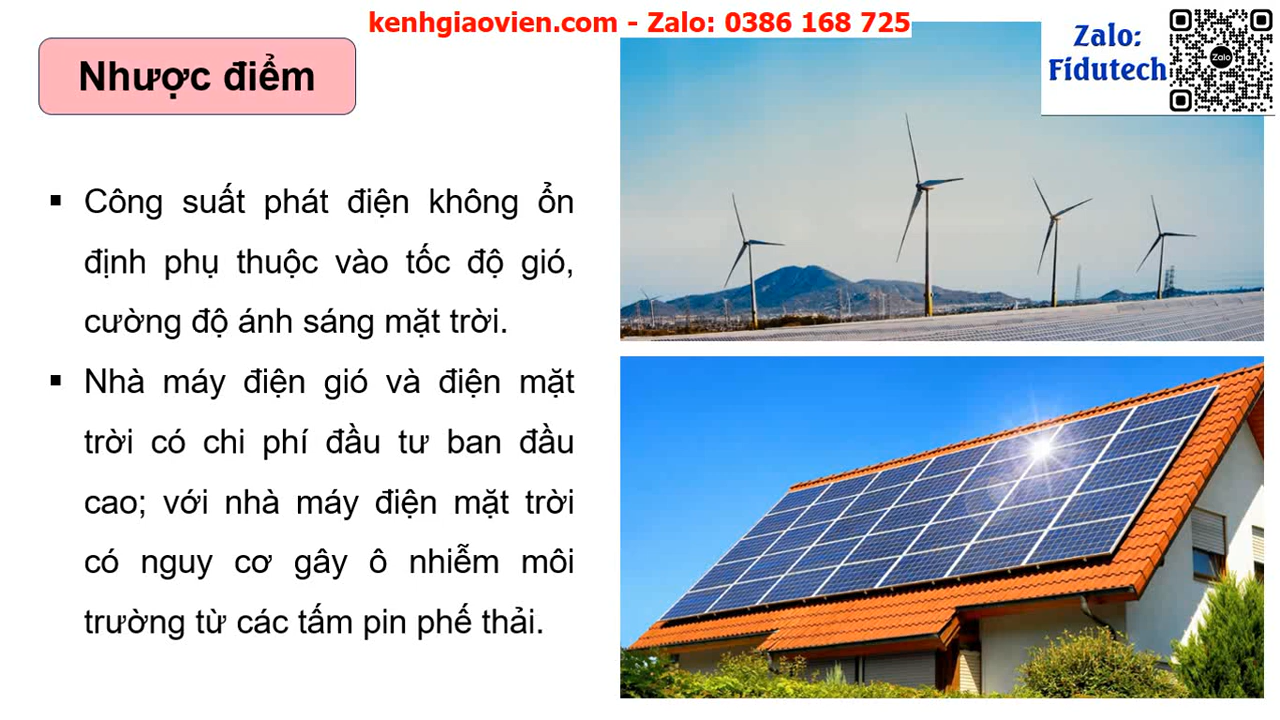 kenhgiaovien.com - Zalo: 0386 168 725
Zalo:
Fidutech
Zalo
Nhược điểm
▪ Công suất phát điện không ổn
định phụ thuộc vào tốc độ gió,
cường độ ánh sáng mặt trời.
▪ Nhà máy điện gió và điện mặt
trời có chi phí đầu tư ban đầu
cao; với nhà máy điện mặt trời
có nguy cơ gây ô nhiễm môi
trường từ các tấm pin phế thải.